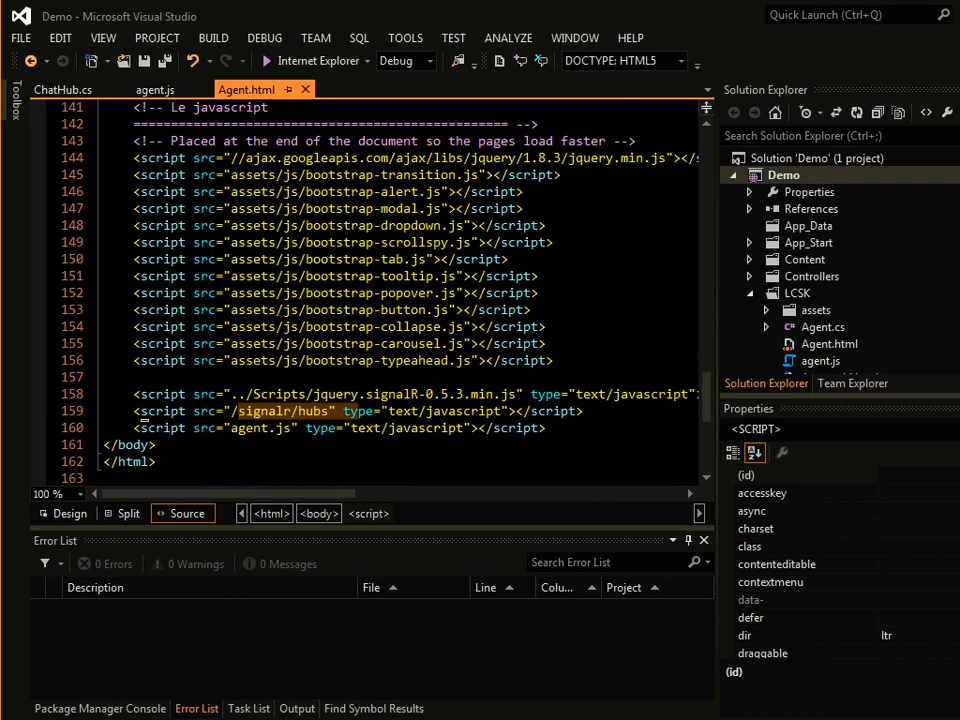 Demo - Microsoft Visual Studio
Quick Launch (Ctrl+Q)
FILE EDIT VIEW PROJECT BUILD DEBUG TEAM SQL TOOLS TEST ANALYZE WINDOW HELP
Internet Explorer Debug DOCTYPE: HTML5
Toolbox
ChatHub.cs agent.js Agent.html
141 <!-- Le javascript
142 ================================================== -->
143 <!-- Placed at the end of the document so the pages load faster -->
144 <script src="//ajax.googleapis.com/ajax/libs/jquery/1.8.3/jquery.min.js"></s
145 <script src="assets/js/bootstrap-transition.js"></script>
146 <script src="assets/js/bootstrap-alert.js"></script>
147 <script src="assets/js/bootstrap-modal.js"></script>
148 <script src="assets/js/bootstrap-dropdown.js"></script>
149 <script src="assets/js/bootstrap-scrollspy.js"></script>
150 <script src="assets/js/bootstrap-tab.js"></script>
151 <script src="assets/js/bootstrap-tooltip.js"></script>
152 <script src="assets/js/bootstrap-popover.js"></script>
153 <script src="assets/js/bootstrap-button.js"></script>
154 <script src="assets/js/bootstrap-collapse.js"></script>
155 <script src="assets/js/bootstrap-carousel.js"></script>
156 <script src="assets/js/bootstrap-typeahead.js"></script>
157
158 <script src="../Scripts/jquery.signalR-0.5.3.min.js" type="text/javascript">
159 <script src="/signalr/hubs" type="text/javascript"></script>
160 <script src="agent.js" type="text/javascript"></script>
161 </body>
162 </html>
163
100 %
Design Split Source <html> <body> <script>
Error List
0 Errors 0 Warnings 0 Messages Search Error List
Description File Line Colu... Project
Package Manager Console Error List Task List Output Find Symbol Results
Solution Explorer
Search Solution Explorer (Ctrl+;)
Solution 'Demo' (1 project)
Demo
Properties
References
App_Data
App_Start
Content
Controllers
LCSK
assets
Agent.cs
Agent.html
agent.js
Solution Explorer Team Explorer
Properties
<SCRIPT>
(id)
accesskey
async
charset
class
contenteditable
contextmenu
data-
defer
dir ltr
draggable
(id)